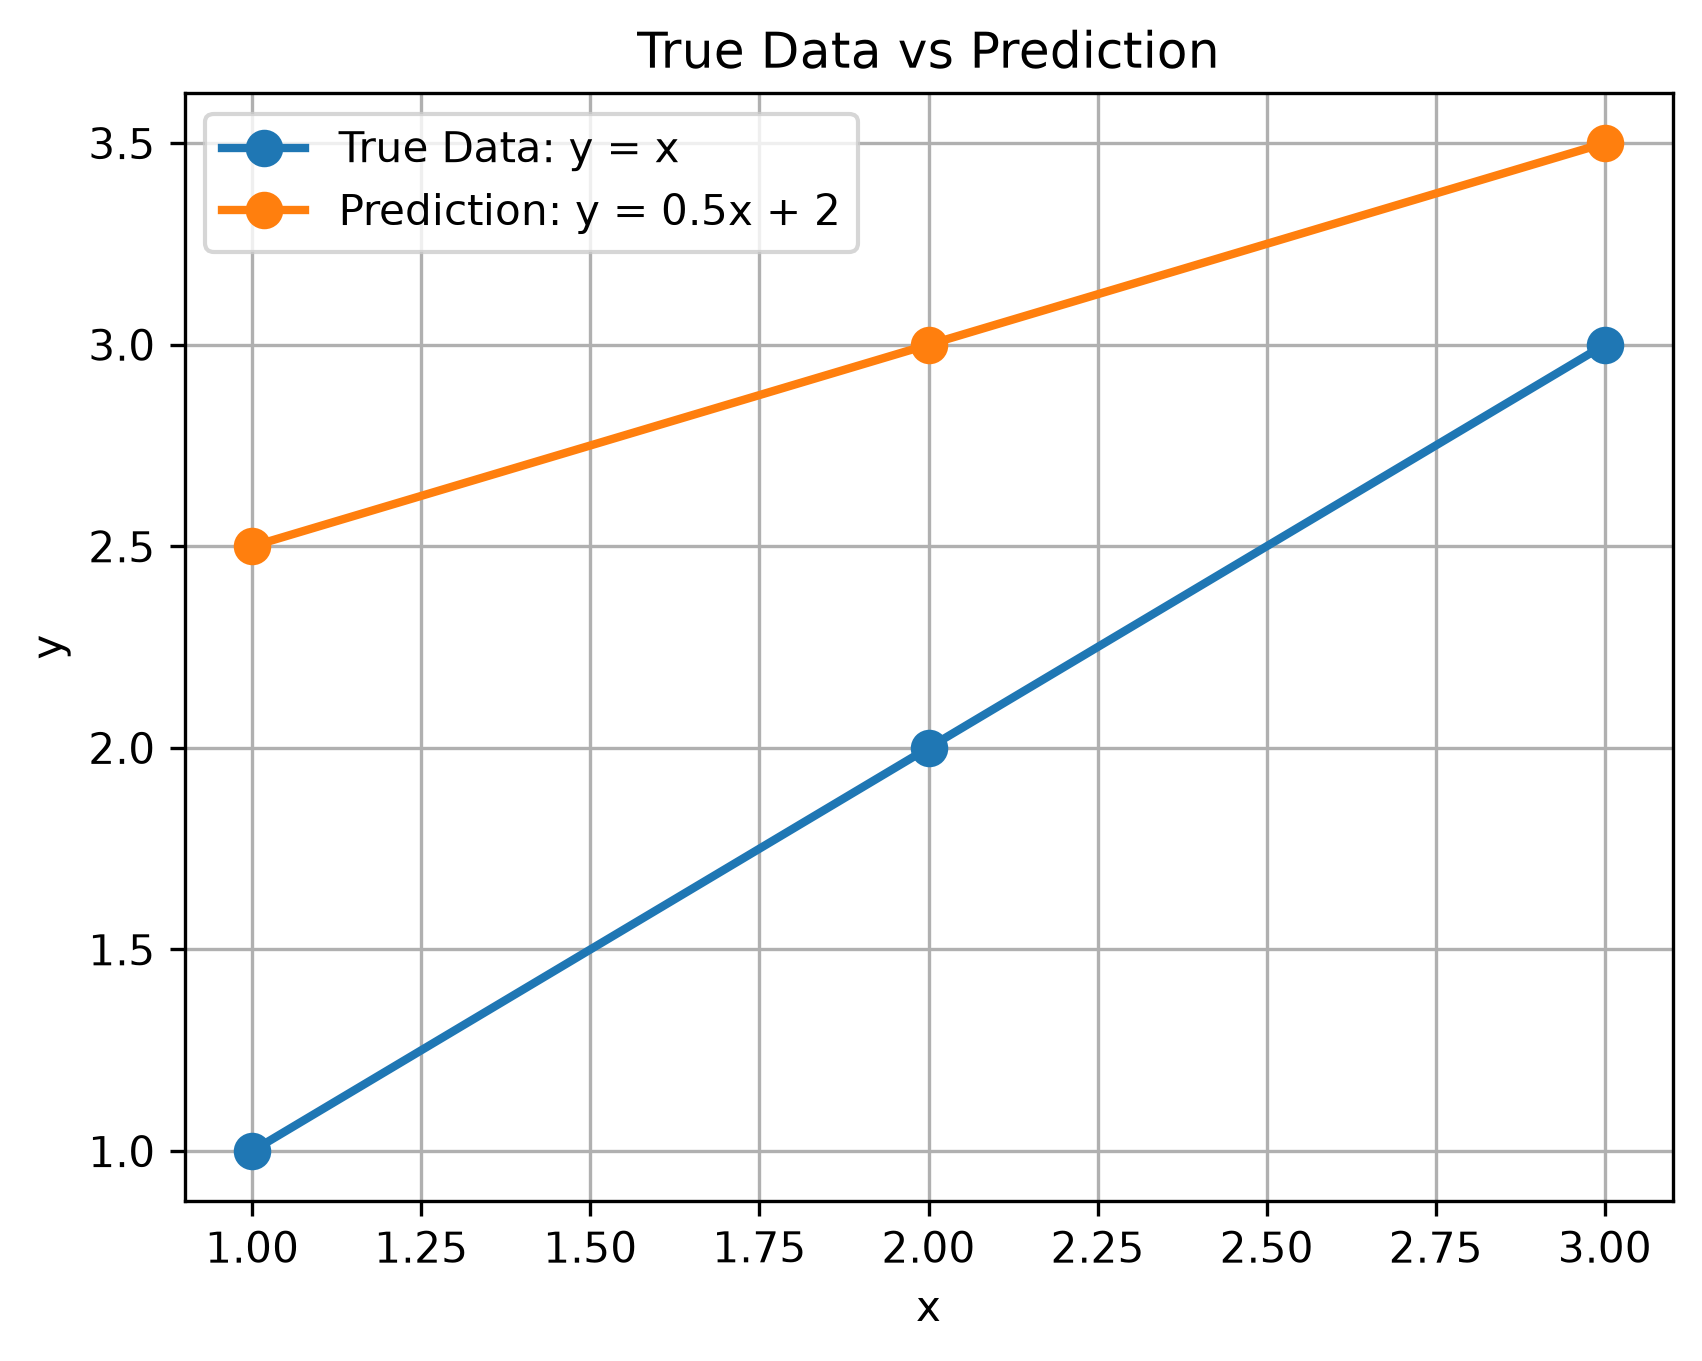 True Data vs Prediction
True Data: y = x
Prediction: y = 0.5x + 2
3.5
3.0
2.5
2.0
1.5
1.0
y
1.00 1.25 1.50 1.75 2.00 2.25 2.50 2.75 3.00
x